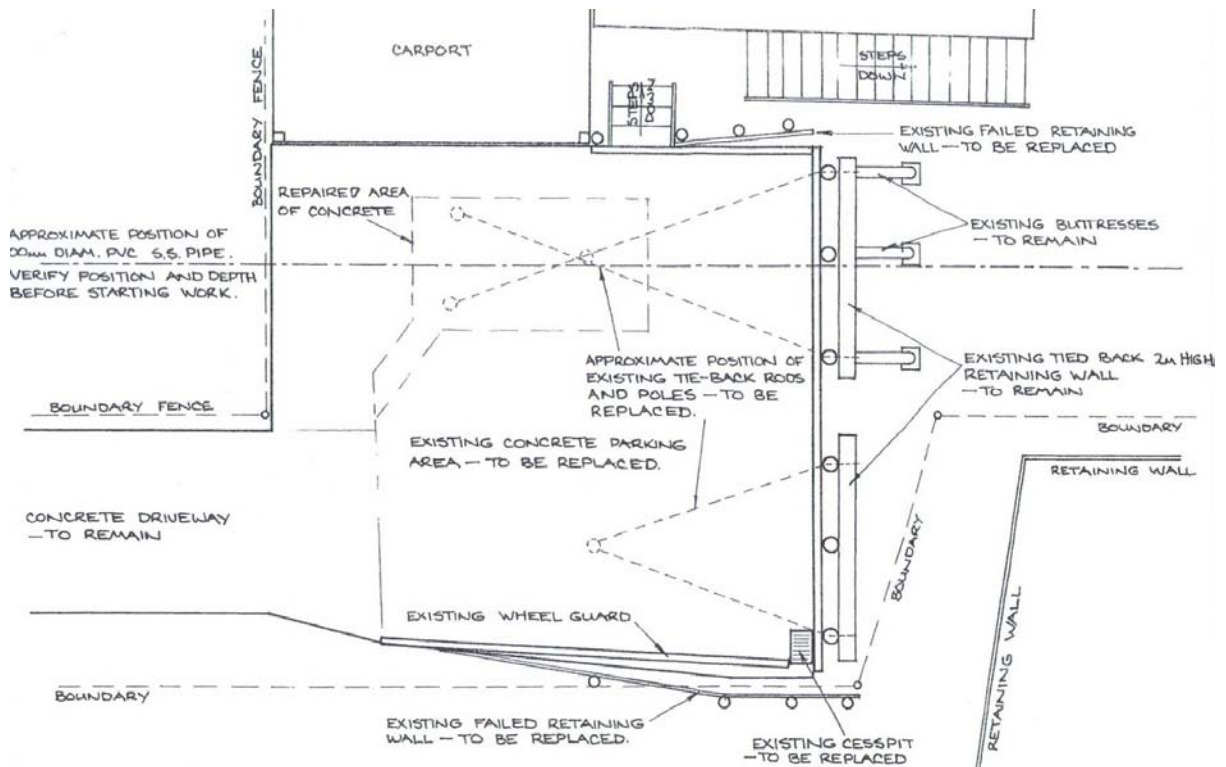 CARPORT
BOUNDARY FENCE
STEPS
DOWN
STEPS
DOWN
EXISTING FAILED RETAINING
WALL — TO BE REPLACED
REPAIRED AREA
OF CONCRETE
EXISTING BUTTRESSES
— TO REMAIN
APPROXIMATE POSITION OF
00mm DIAM. PVC S.S. PIPE.
VERIFY POSITION AND DEPTH
BEFORE STARTING WORK.
APPROXIMATE POSITION OF
EXISTING TIE-BACK RODS
AND POLES — TO BE
REPLACED.
EXISTING TIED BACK 2M HIGH
RETAINING WALL
— TO REMAIN
BOUNDARY FENCE
BOUNDARY
EXISTING CONCRETE PARKING
AREA — TO BE REPLACED.
RETAINING WALL
CONCRETE DRIVEWAY
— TO REMAIN
BOUNDARY
EXISTING WHEEL GUARD
RETAINING WALL
BOUNDARY
EXISTING FAILED RETAINING
WALL — TO BE REPLACED.
EXISTING CESSPIT
— TO BE REPLACED